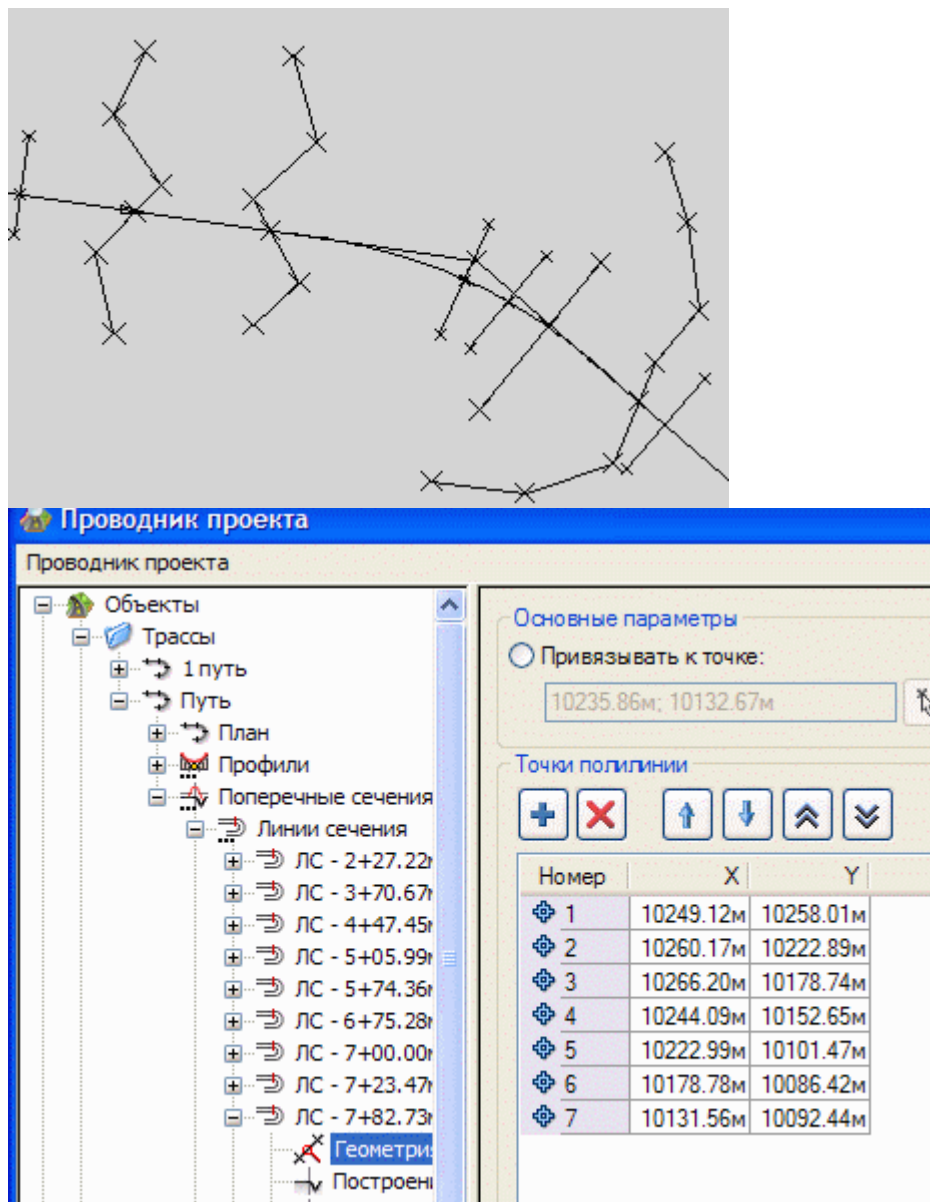 Проводник проекта
Проводник проекта
Объекты
Трассы
1 путь
Путь
План
Профили
Поперечные сечения
Линии сечения
ЛС - 2+27.22
ЛС - 3+70.67
ЛС - 4+47.45
ЛС - 5+05.99
ЛС - 5+74.36
ЛС - 6+75.28
ЛС - 7+00.00
ЛС - 7+23.47
ЛС - 7+82.73
Геометри
Построен
Основные параметры
Привязывать к точке:
10235.86м; 10132.67м
Точки полилинии
Номер X Y
1 10249.12м 10258.01м
2 10260.17м 10222.89м
3 10266.20м 10178.74м
4 10244.09м 10152.65м
5 10222.99м 10101.47м
6 10178.78м 10086.42м
7 10131.56м 10092.44м